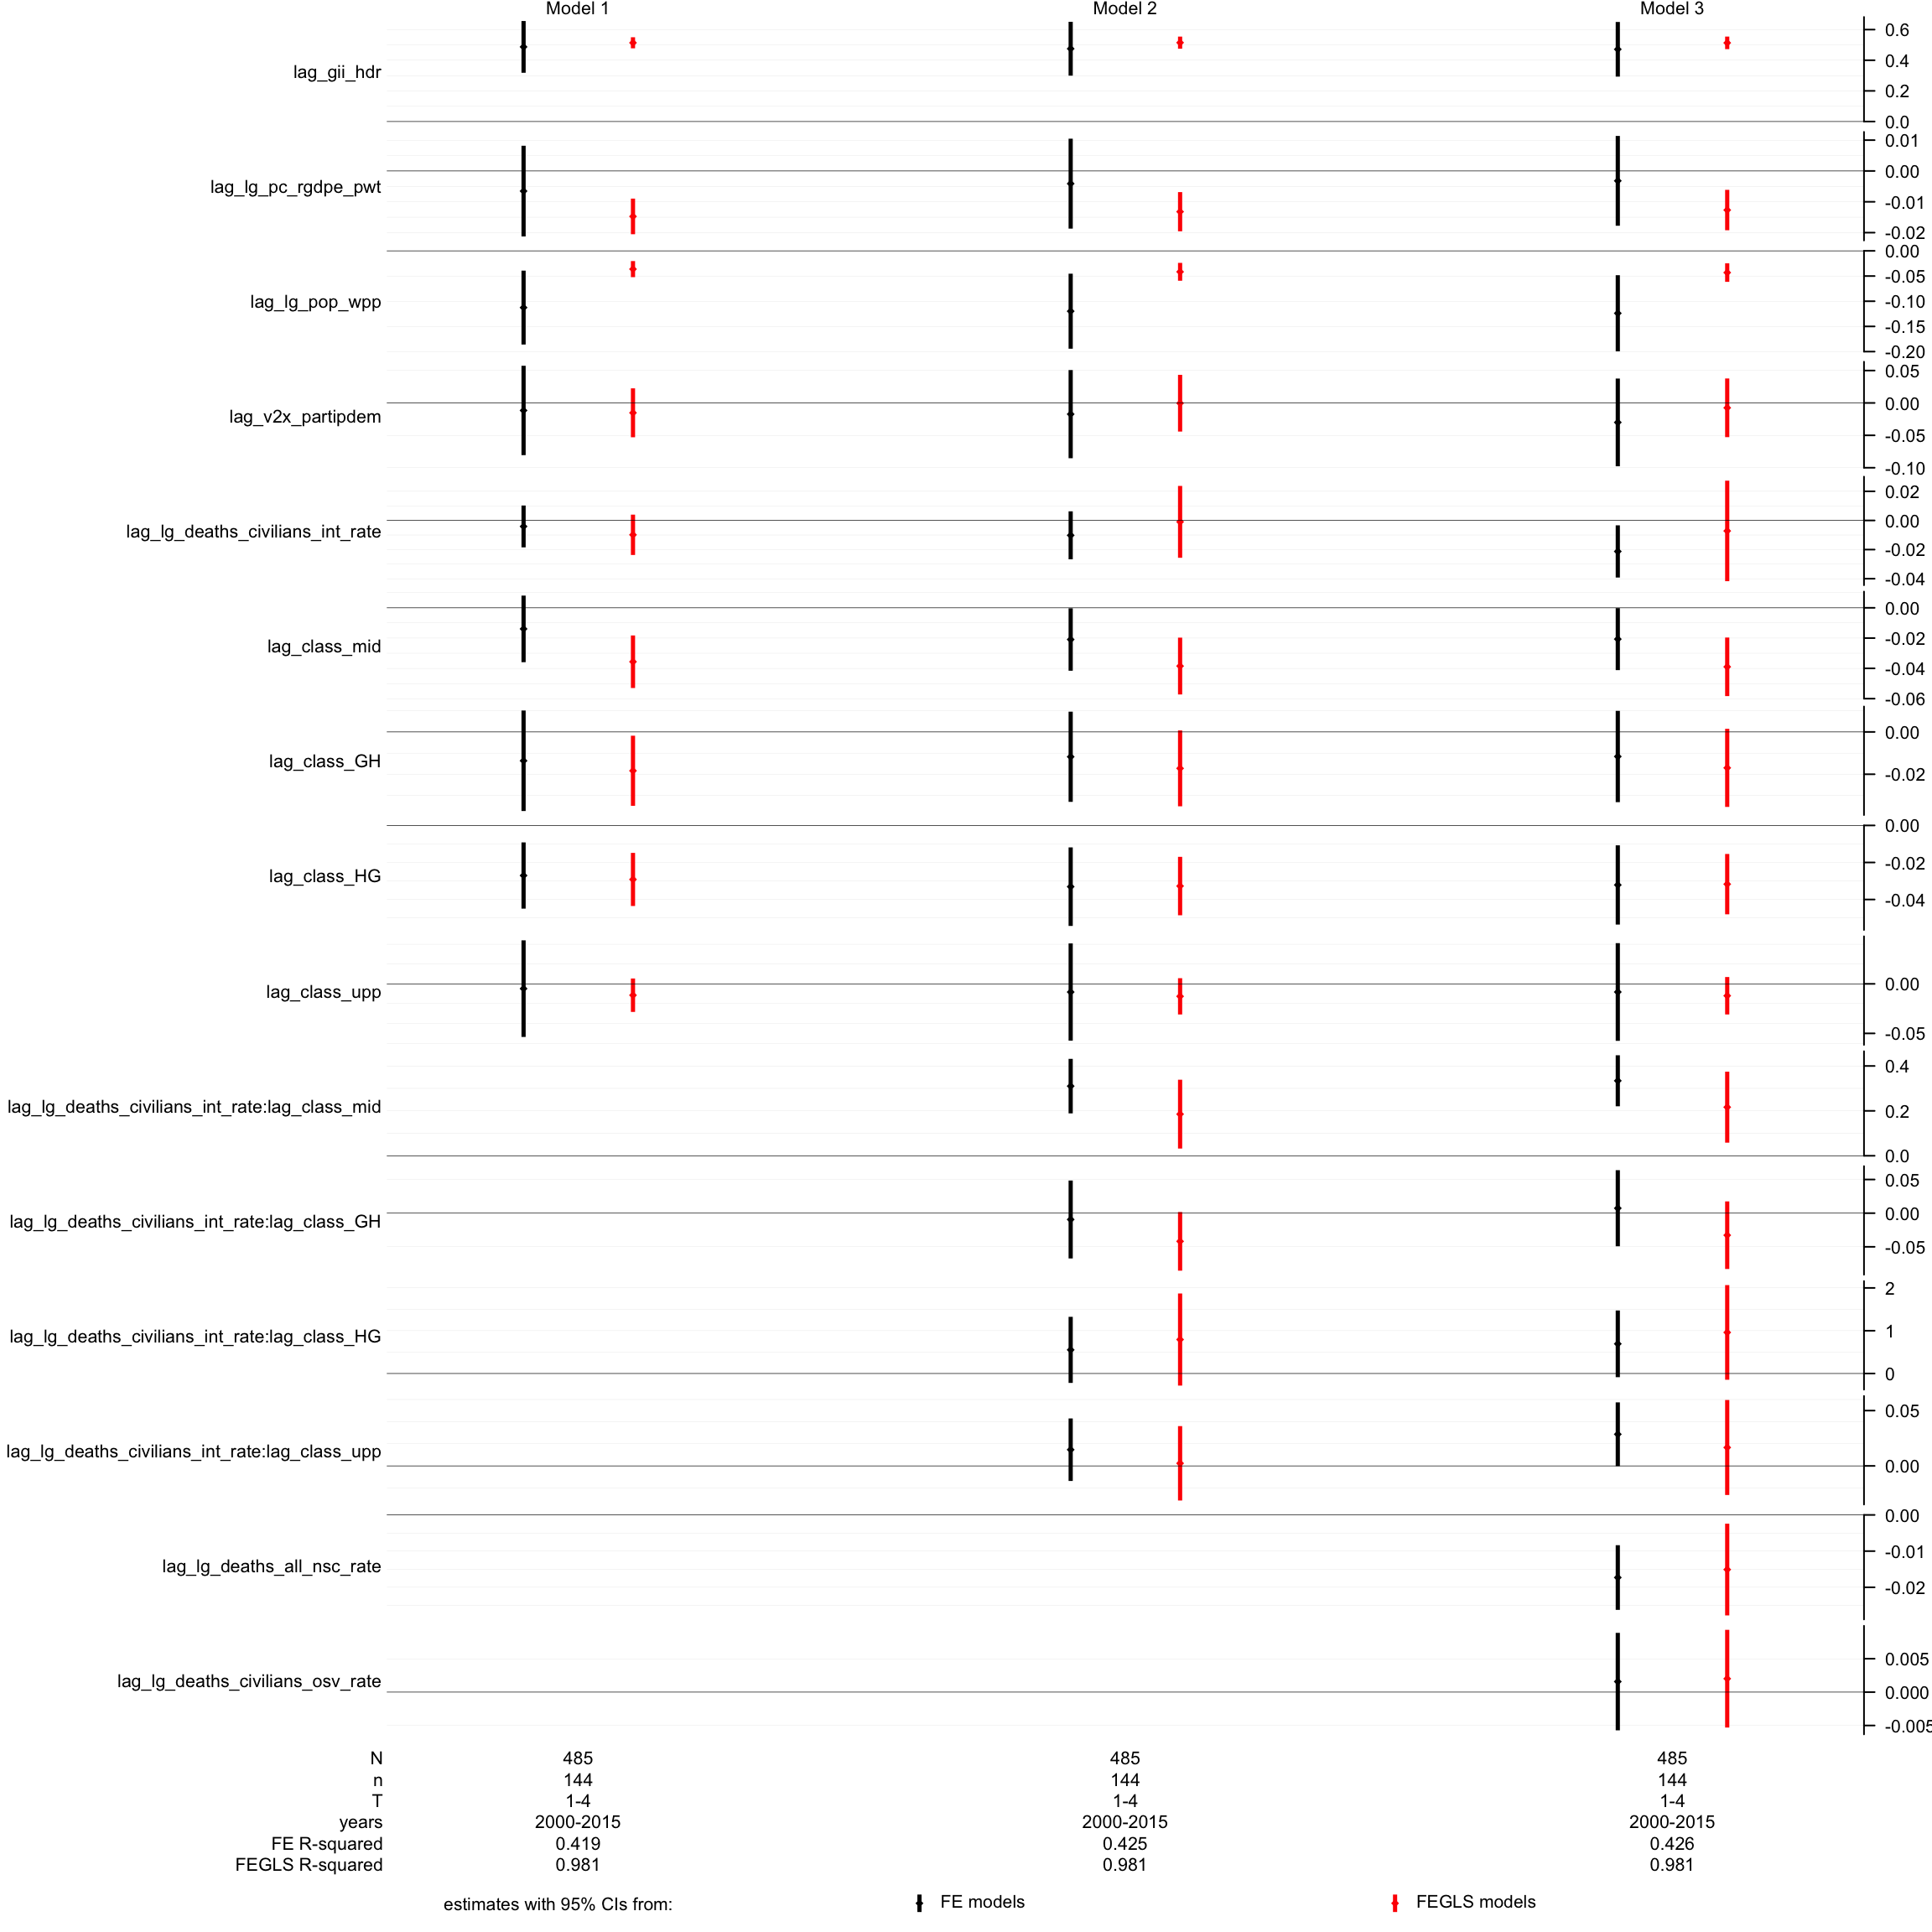 Model 1 Model 2 Model 3
lag_gii_hdr
0.6
0.4
0.2
0.0
lag_lg_pc_rgdpe_pwt
0.01
0.00
-0.01
-0.02
lag_lg_pop_wpp
0.00
-0.05
-0.10
-0.15
-0.20
lag_v2x_partipdem
0.05
0.00
-0.05
-0.10
lag_lg_deaths_civilians_int_rate
0.02
0.00
-0.02
-0.04
lag_class_mid
0.00
-0.02
-0.04
-0.06
lag_class_GH
0.00
-0.02
lag_class_HG
0.00
-0.02
-0.04
lag_class_upp
0.00
-0.05
lag_lg_deaths_civilians_int_rate:lag_class_mid
0.4
0.2
0.0
lag_lg_deaths_civilians_int_rate:lag_class_GH
0.05
0.00
-0.05
lag_lg_deaths_civilians_int_rate:lag_class_HG
2
1
0
lag_lg_deaths_civilians_int_rate:lag_class_upp
0.05
0.00
lag_lg_deaths_all_nsc_rate
0.00
-0.01
-0.02
lag_lg_deaths_civilians_osv_rate
0.005
0.000
-0.005
N 485 485 485
n 144 144 144
T 1-4 1-4 1-4
years 2000-2015 2000-2015 2000-2015
FE R-squared 0.419 0.425 0.426
FEGLS R-squared 0.981 0.981 0.981
estimates with 95% CIs from: FE models FEGLS models